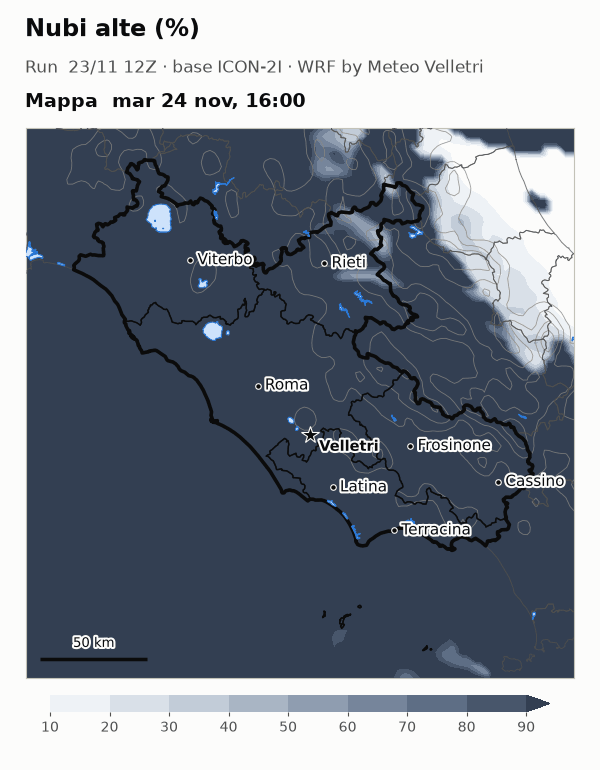 Nubi alte (%)
Run  23/11 12Z · base ICON-2I · WRF by Meteo Velletri
Mappa  mar 24 nov, 16:00
Viterbo
Rieti
Roma
Velletri
Frosinone
Cassino
Latina
Terracina
50 km
10 20 30 40 50 60 70 80 90